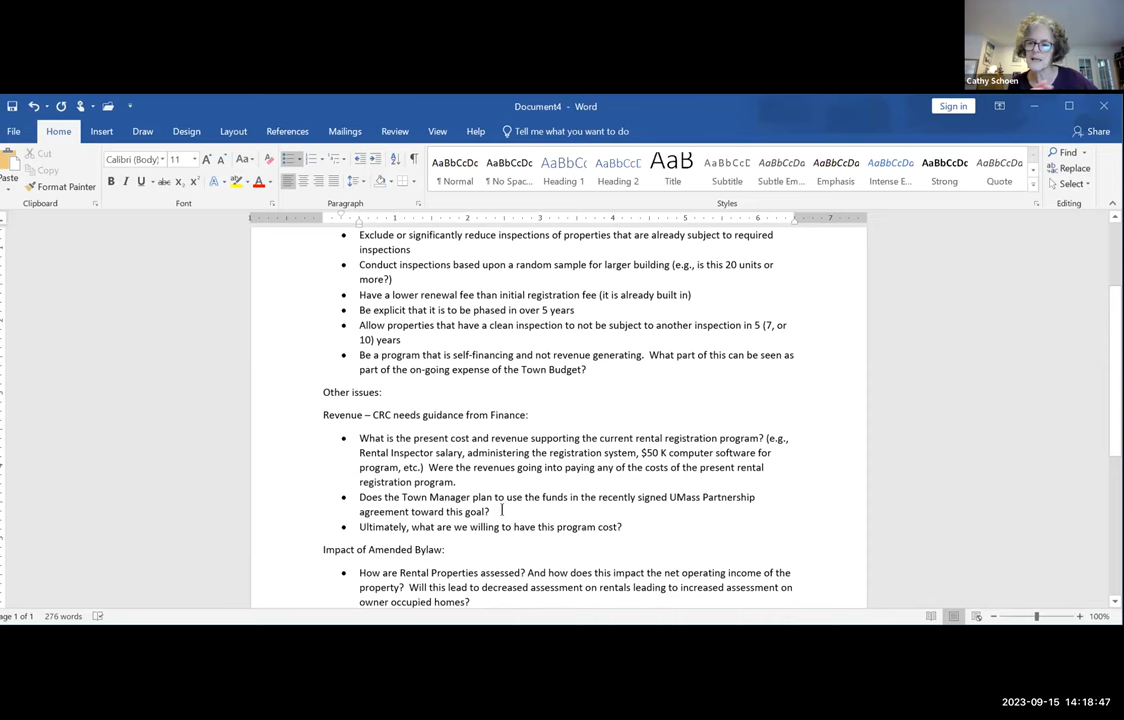 Cathy Schoen
Document4 - Word
Sign in
File Home Insert Draw Design Layout References Mailings Review View Help Tell me what you want to do Share
Paste
Cut
Copy
Format Painter
Calibri (Body) 11
AaBbCcDc AaBbCcDc AaBbCc AaBbCcD AaB AaBbCcD AaBbCcDa AaBbCcDa AaBbCcDa AaBbCcDc AaBbCcDa
¶ Normal ¶ No Spac... Heading 1 Heading 2 Title Subtitle Subtle Em... Emphasis Intense E... Strong Quote
Find
Replace
Select
Clipboard Font Paragraph Styles Editing
1 1 2 3 4 5 6 7
• Exclude or significantly reduce inspections of properties that are already subject to required
inspections
• Conduct inspections based upon a random sample for larger building (e.g., is this 20 units or
more?)
• Have a lower renewal fee than initial registration fee (it is already built in)
• Be explicit that it is to be phased in over 5 years
• Allow properties that have a clean inspection to not be subject to another inspection in 5 (7, or
10) years
• Be a program that is self-financing and not revenue generating. What part of this can be seen as
part of the on-going expense of the Town Budget?
Other issues:
Revenue – CRC needs guidance from Finance:
• What is the present cost and revenue supporting the current rental registration program? (e.g.,
Rental Inspector salary, administering the registration system, $50 K computer software for
program, etc.) Were the revenues going into paying any of the costs of the present rental
registration program.
• Does the Town Manager plan to use the funds in the recently signed UMass Partnership
agreement toward this goal?
• Ultimately, what are we willing to have this program cost?
Impact of Amended Bylaw:
• How are Rental Properties assessed? And how does this impact the net operating income of the
property? Will this lead to decreased assessment on rentals leading to increased assessment on
owner occupied homes?
age 1 of 1 276 words 100%
2023-09-15 14:18:47